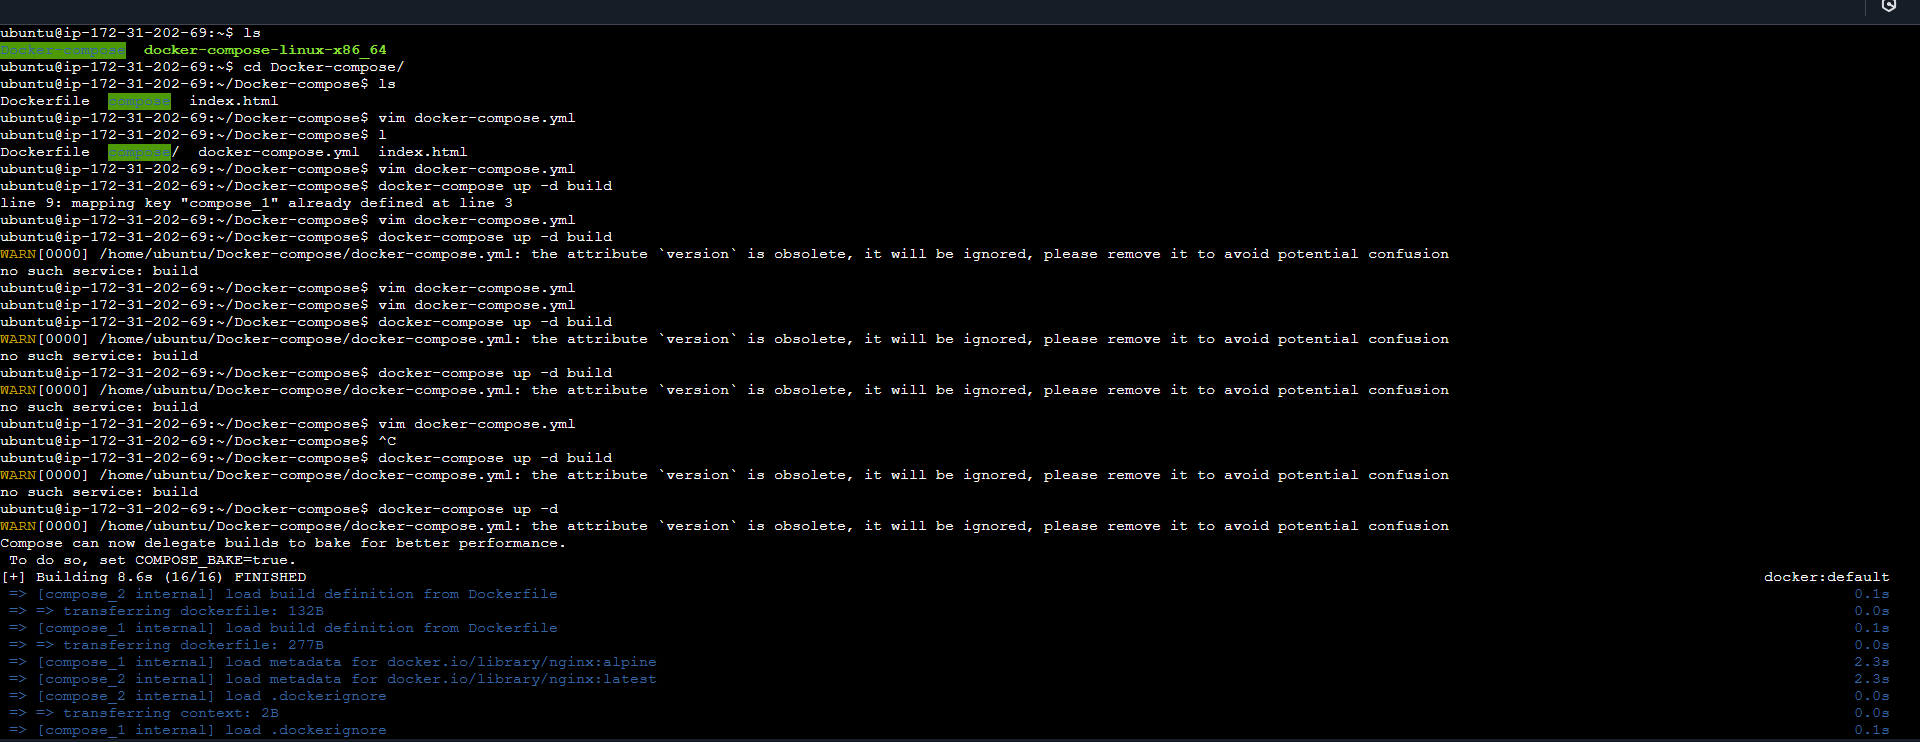 ubuntu@ip-172-31-202-69:~$ ls
Docker-compose  docker-compose-linux-x86_64
ubuntu@ip-172-31-202-69:~$ cd Docker-compose/
ubuntu@ip-172-31-202-69:~/Docker-compose$ ls
Dockerfile  compose  index.html
ubuntu@ip-172-31-202-69:~/Docker-compose$ vim docker-compose.yml
ubuntu@ip-172-31-202-69:~/Docker-compose$ l
Dockerfile  compose/  docker-compose.yml  index.html
ubuntu@ip-172-31-202-69:~/Docker-compose$ vim docker-compose.yml
ubuntu@ip-172-31-202-69:~/Docker-compose$ docker-compose up -d build
line 9: mapping key "compose_1" already defined at line 3
ubuntu@ip-172-31-202-69:~/Docker-compose$ vim docker-compose.yml
ubuntu@ip-172-31-202-69:~/Docker-compose$ docker-compose up -d build
WARN[0000] /home/ubuntu/Docker-compose/docker-compose.yml: the attribute `version` is obsolete, it will be ignored, please remove it to avoid potential confusion
no such service: build
ubuntu@ip-172-31-202-69:~/Docker-compose$ vim docker-compose.yml
ubuntu@ip-172-31-202-69:~/Docker-compose$ vim docker-compose.yml
ubuntu@ip-172-31-202-69:~/Docker-compose$ docker-compose up -d build
WARN[0000] /home/ubuntu/Docker-compose/docker-compose.yml: the attribute `version` is obsolete, it will be ignored, please remove it to avoid potential confusion
no such service: build
ubuntu@ip-172-31-202-69:~/Docker-compose$ docker-compose up -d build
WARN[0000] /home/ubuntu/Docker-compose/docker-compose.yml: the attribute `version` is obsolete, it will be ignored, please remove it to avoid potential confusion
no such service: build
ubuntu@ip-172-31-202-69:~/Docker-compose$ vim docker-compose.yml
ubuntu@ip-172-31-202-69:~/Docker-compose$ ^C
ubuntu@ip-172-31-202-69:~/Docker-compose$ docker-compose up -d build
WARN[0000] /home/ubuntu/Docker-compose/docker-compose.yml: the attribute `version` is obsolete, it will be ignored, please remove it to avoid potential confusion
no such service: build
ubuntu@ip-172-31-202-69:~/Docker-compose$ docker-compose up -d
WARN[0000] /home/ubuntu/Docker-compose/docker-compose.yml: the attribute `version` is obsolete, it will be ignored, please remove it to avoid potential confusion
Compose can now delegate builds to bake for better performance.
 To do so, set COMPOSE_BAKE=true.
[+] Building 8.6s (16/16) FINISHED docker:default
 => [compose_2 internal] load build definition from Dockerfile 0.1s
 => => transferring dockerfile: 132B 0.0s
 => [compose_1 internal] load build definition from Dockerfile 0.1s
 => => transferring dockerfile: 277B 0.0s
 => [compose_1 internal] load metadata for docker.io/library/nginx:alpine 2.3s
 => [compose_2 internal] load metadata for docker.io/library/nginx:latest 2.3s
 => [compose_2 internal] load .dockerignore 0.0s
 => => transferring context: 2B 0.0s
 => [compose_1 internal] load .dockerignore 0.1s